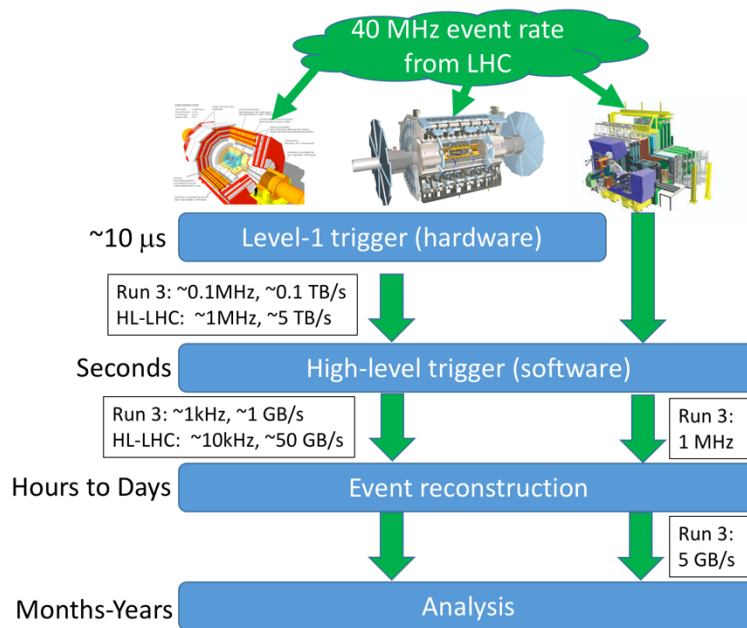 40 MHz event rate
from LHC
~10 μs
Level-1 trigger (hardware)
Run 3: ~0.1MHz, ~0.1 TB/s
HL-LHC: ~1MHz, ~5 TB/s
Seconds
High-level trigger (software)
Run 3: ~1kHz, ~1 GB/s
HL-LHC: ~10kHz, ~50 GB/s
Run 3:
1 MHz
Hours to Days
Event reconstruction
Run 3:
5 GB/s
Months-Years
Analysis